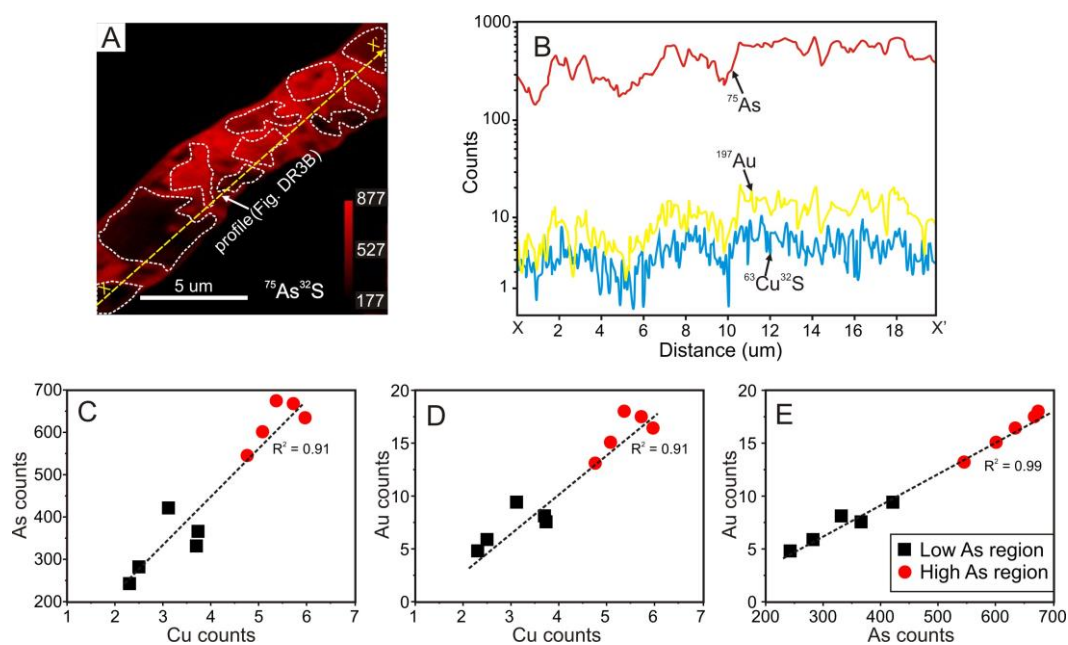 A
X'
X
profile(Fig. DR3B)
5 um
⁷⁵As³²S
877
527
177
B
1000
100
10
1
Counts
⁷⁵As
¹⁹⁷Au
⁶³Cu³²S
X 2 4 6 8 10 12 14 16 18 X'
Distance (um)
C
700
600
500
400
300
200
As counts
R² = 0.91
1 2 3 4 5 6 7
Cu counts
D
20
15
10
5
0
Au counts
R² = 0.91
1 2 3 4 5 6 7
Cu counts
E
20
15
10
5
0
Au counts
R² = 0.99
Low As region
High As region
200 300 400 500 600 700
As counts